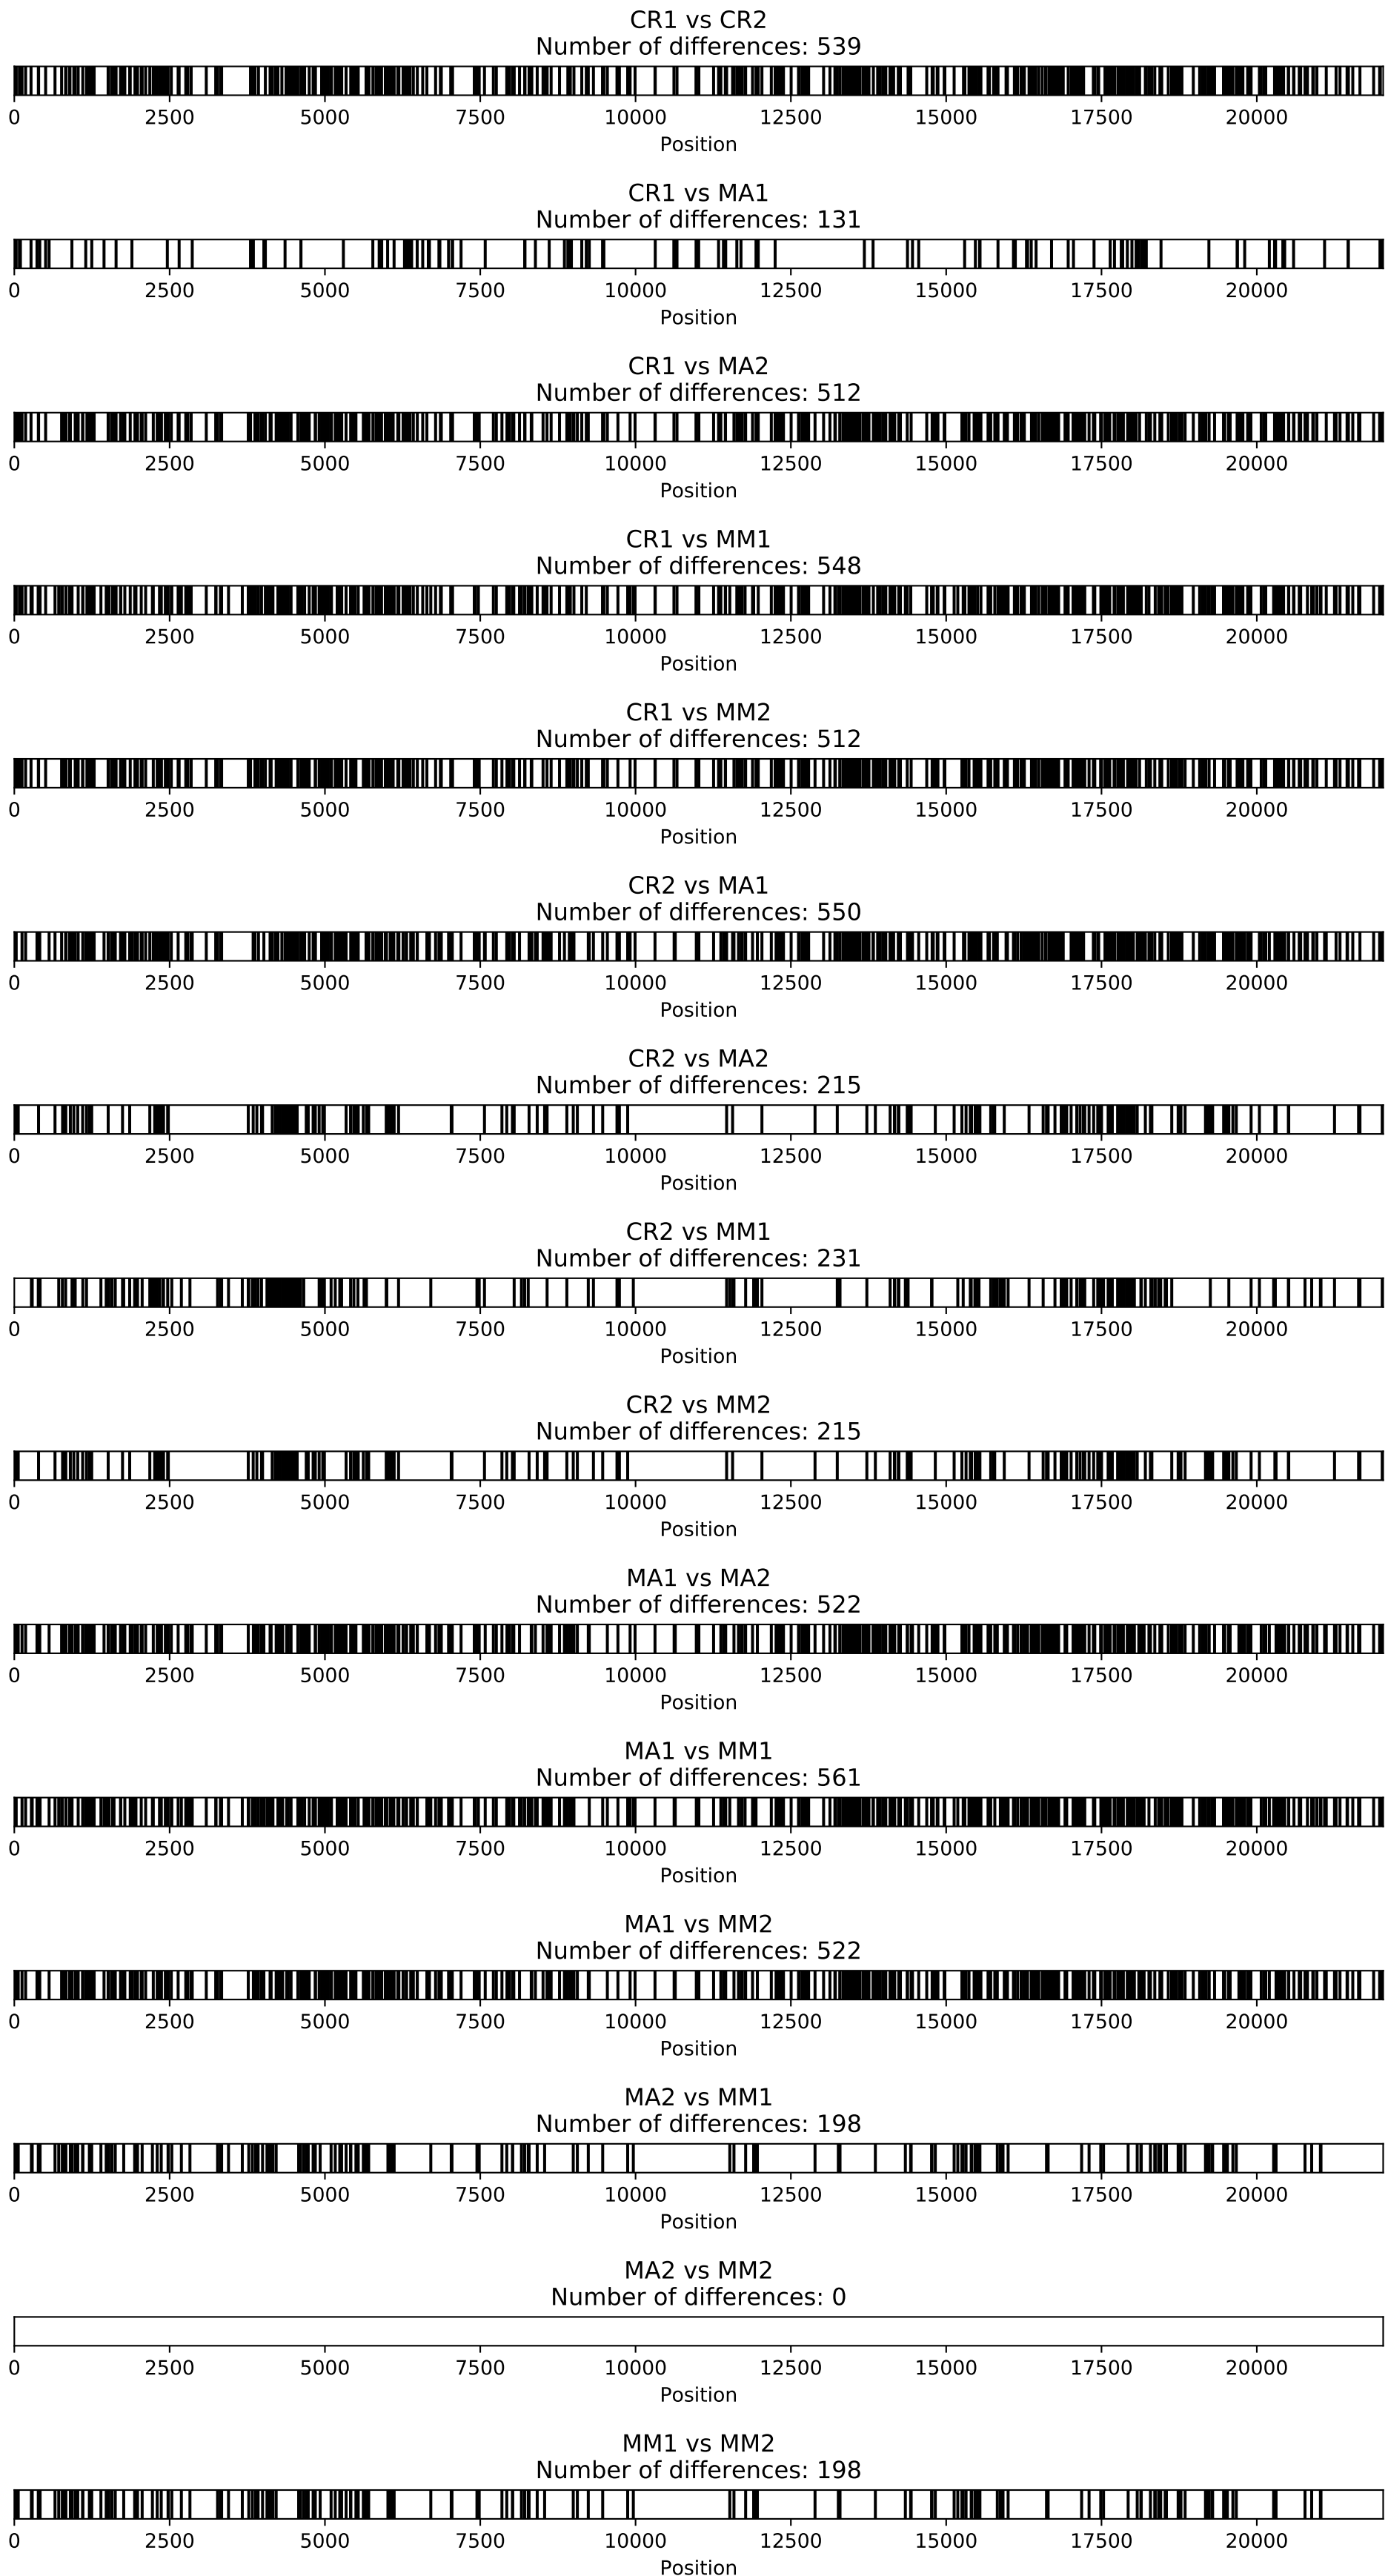 CR1 vs CR2
Number of differences: 539
0 2500 5000 7500 10000 12500 15000 17500 20000
Position
CR1 vs MA1
Number of differences: 131
0 2500 5000 7500 10000 12500 15000 17500 20000
Position
CR1 vs MA2
Number of differences: 512
0 2500 5000 7500 10000 12500 15000 17500 20000
Position
CR1 vs MM1
Number of differences: 548
0 2500 5000 7500 10000 12500 15000 17500 20000
Position
CR1 vs MM2
Number of differences: 512
0 2500 5000 7500 10000 12500 15000 17500 20000
Position
CR2 vs MA1
Number of differences: 550
0 2500 5000 7500 10000 12500 15000 17500 20000
Position
CR2 vs MA2
Number of differences: 215
0 2500 5000 7500 10000 12500 15000 17500 20000
Position
CR2 vs MM1
Number of differences: 231
0 2500 5000 7500 10000 12500 15000 17500 20000
Position
CR2 vs MM2
Number of differences: 215
0 2500 5000 7500 10000 12500 15000 17500 20000
Position
MA1 vs MA2
Number of differences: 522
0 2500 5000 7500 10000 12500 15000 17500 20000
Position
MA1 vs MM1
Number of differences: 561
0 2500 5000 7500 10000 12500 15000 17500 20000
Position
MA1 vs MM2
Number of differences: 522
0 2500 5000 7500 10000 12500 15000 17500 20000
Position
MA2 vs MM1
Number of differences: 198
0 2500 5000 7500 10000 12500 15000 17500 20000
Position
MA2 vs MM2
Number of differences: 0
0 2500 5000 7500 10000 12500 15000 17500 20000
Position
MM1 vs MM2
Number of differences: 198
0 2500 5000 7500 10000 12500 15000 17500 20000
Position